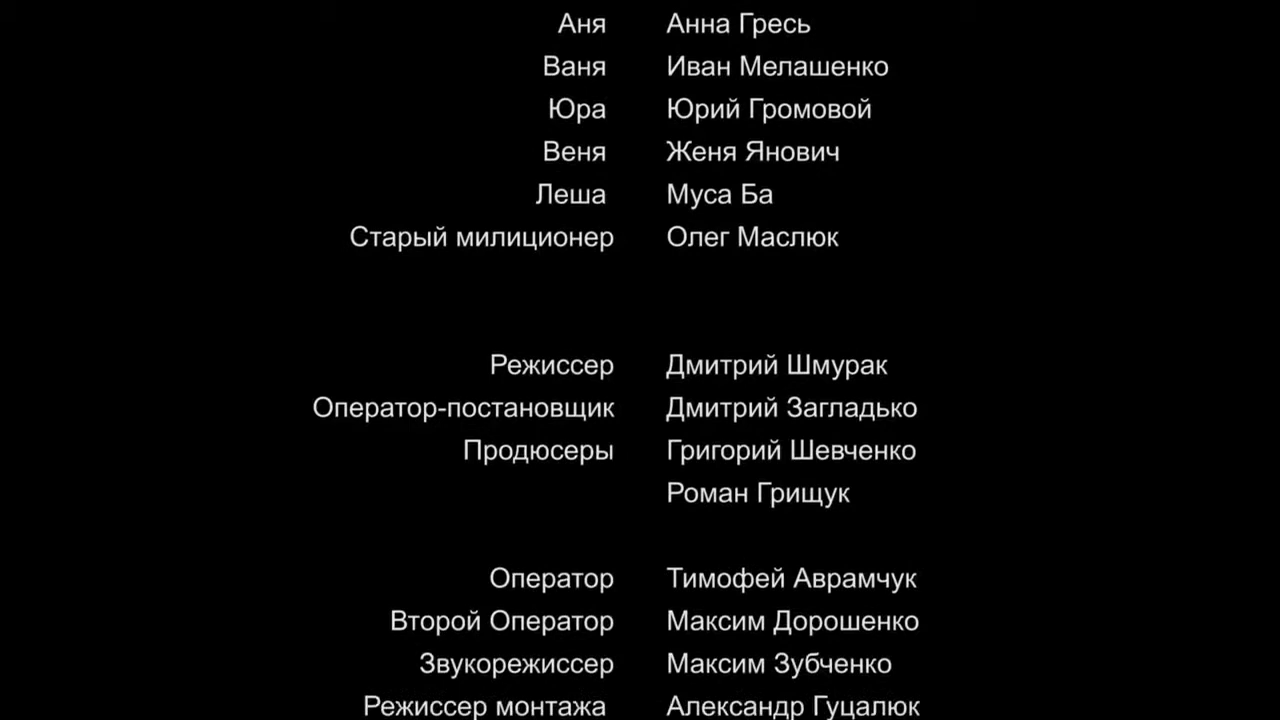 Аня Анна Гресь
Ваня Иван Мелашенко
Юра Юрий Громовой
Веня Женя Янович
Леша Муса Ба
Старый милиционер Олег Маслюк
Режиссер Дмитрий Шмурак
Оператор-постановщик Дмитрий Загладько
Продюсеры Григорий Шевченко
Роман Грищук
Оператор Тимофей Аврамчук
Второй Оператор Максим Дорошенко
Звукорежиссер Максим Зубченко
Режиссер монтажа Александр Гуцалюк